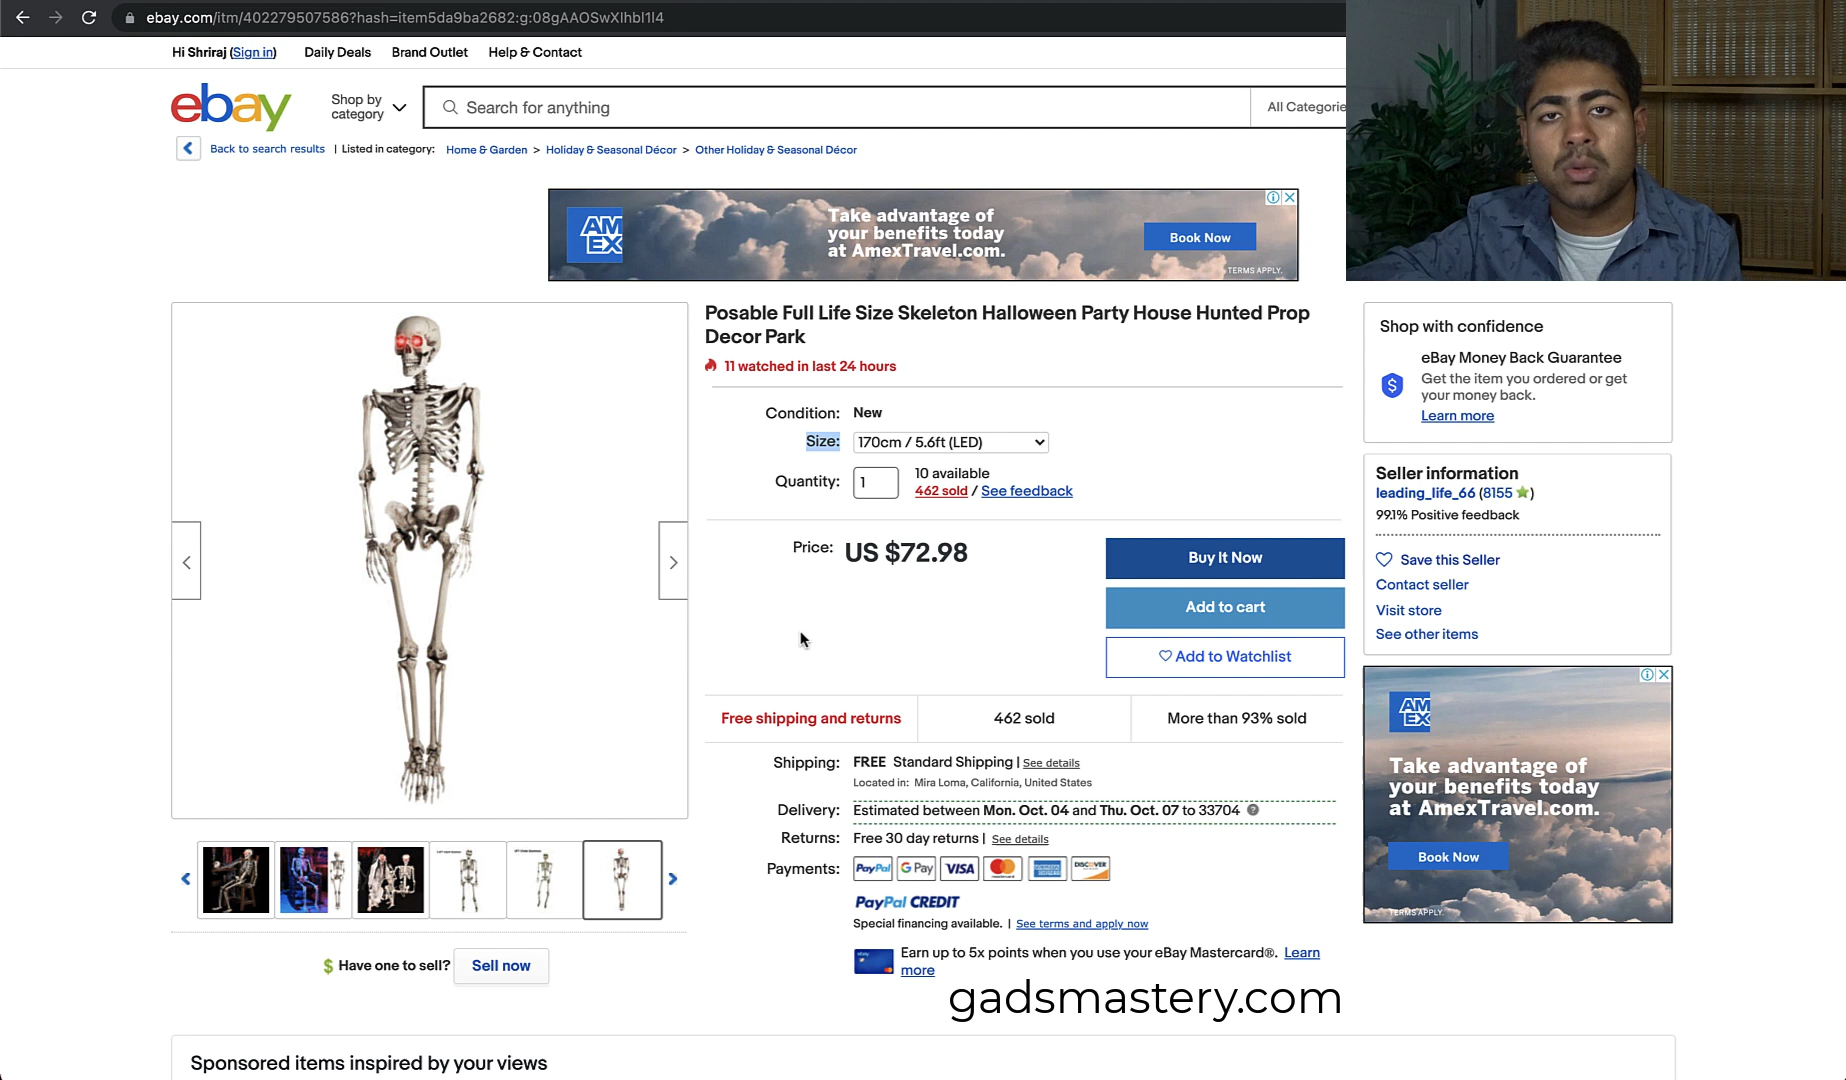 ebay.com/itm/402279507586?hash=item5da9ba2682:g:08gAAOSwXlhbl1l4
Hi Shriraj (Sign in) Daily Deals Brand Outlet Help & Contact
ebay
Shop by
category
Search for anything
All Categorie
Back to search results | Listed in category: Home & Garden > Holiday & Seasonal Décor > Other Holiday & Seasonal Décor
AM
EX
Take advantage of
your benefits today
at AmexTravel.com.
Book Now
TERMS APPLY.
Posable Full Life Size Skeleton Halloween Party House Hunted Prop
Decor Park
11 watched in last 24 hours
Condition: New
Size: 170cm / 5.6ft (LED)
Quantity: 1
10 available
462 sold / See feedback
Price: US $72.98
Buy It Now
Add to cart
Add to Watchlist
Free shipping and returns
462 sold
More than 93% sold
Shipping: FREE Standard Shipping | See details
Located in: Mira Loma, California, United States
Delivery: Estimated between Mon. Oct. 04 and Thu. Oct. 07 to 33704
Returns: Free 30 day returns | See details
Payments: PayPal G Pay VISA DISCOVER
PayPal CREDIT
Special financing available. | See terms and apply now
Earn up to 5x points when you use your eBay Mastercard®. Learn
more
gadsmastery.com
Have one to sell? Sell now
Shop with confidence
eBay Money Back Guarantee
Get the item you ordered or get
your money back.
Learn more
Seller information
leading_life_66 (8155)
99.1% Positive feedback
Save this Seller
Contact seller
Visit store
See other items
AM
EX
Take advantage of
your benefits today
at AmexTravel.com.
Book Now
TERMS APPLY.
Sponsored items inspired by your views